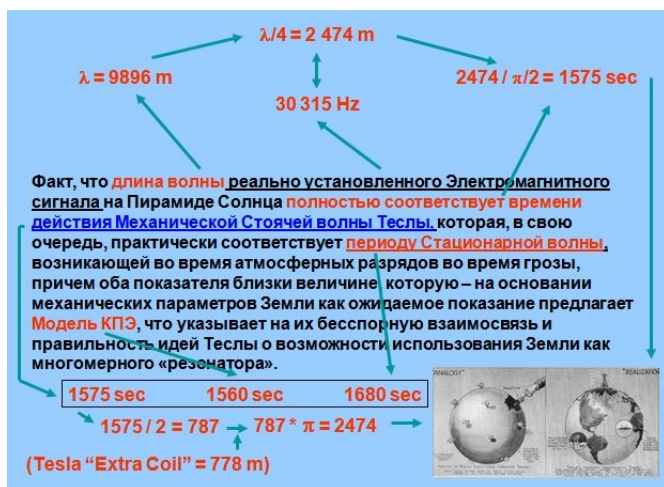 λ/4 = 2 474 m
λ = 9896 m
2474 / π/2 = 1575 sec
30 315 Hz
Факт, что длина волны реально установленного Электромагнитного
сигнала на Пирамиде Солнца полностью соответствует времени
действия Механической Стоячей волны Теслы, которая, в свою
очередь, практически соответствует периоду Стационарной волны,
возникающей во время атмосферных разрядов во время грозы,
причем оба показателя близки величине, которую – на основании
механических параметров Земли как ожидаемое показание предлагает
Модель КПЭ, что указывает на их бесспорную взаимосвязь и
правильность идей Теслы о возможности использования Земли как
многомерного «резонатора».
1575 sec 1560 sec 1680 sec
1575 / 2 = 787 787 * π = 2474
(Tesla “Extra Coil” = 778 m)
"ANALOGY"
"REALIZATION